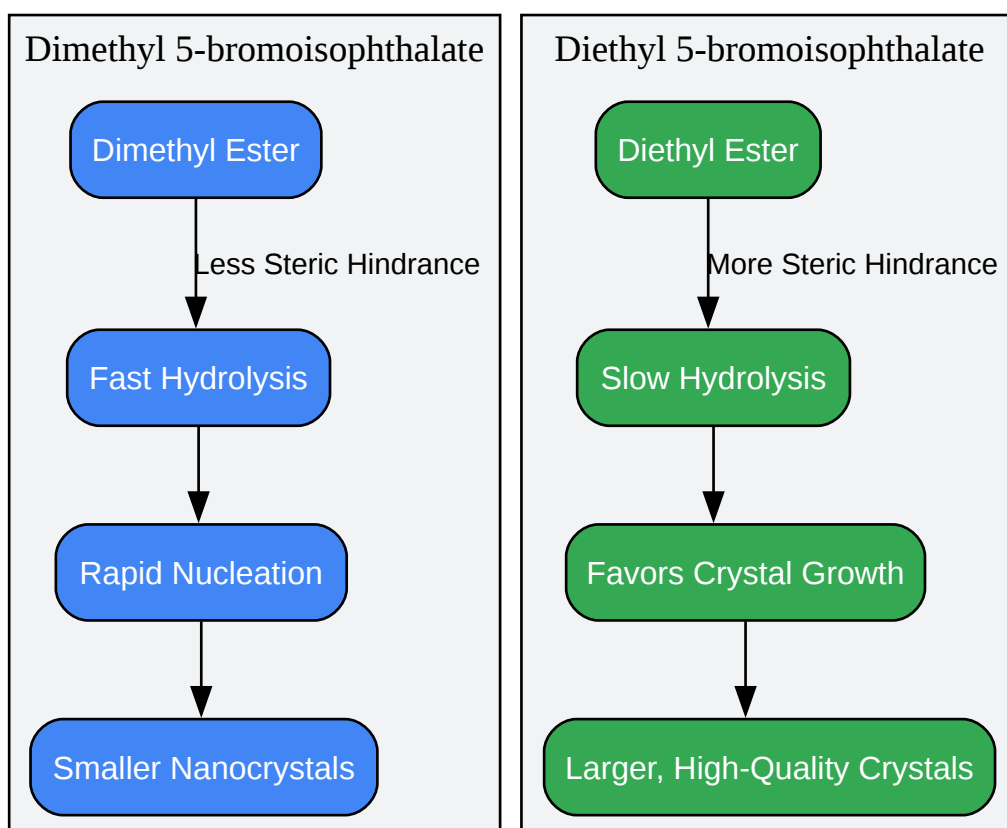 Dimethyl 5-bromoisophthalate
Dimethyl Ester
Less Steric Hindrance
Fast Hydrolysis
Rapid Nucleation
Smaller Nanocrystals
Diethyl 5-bromoisophthalate
Diethyl Ester
More Steric Hindrance
Slow Hydrolysis
Favors Crystal Growth
Larger, High-Quality Crystals